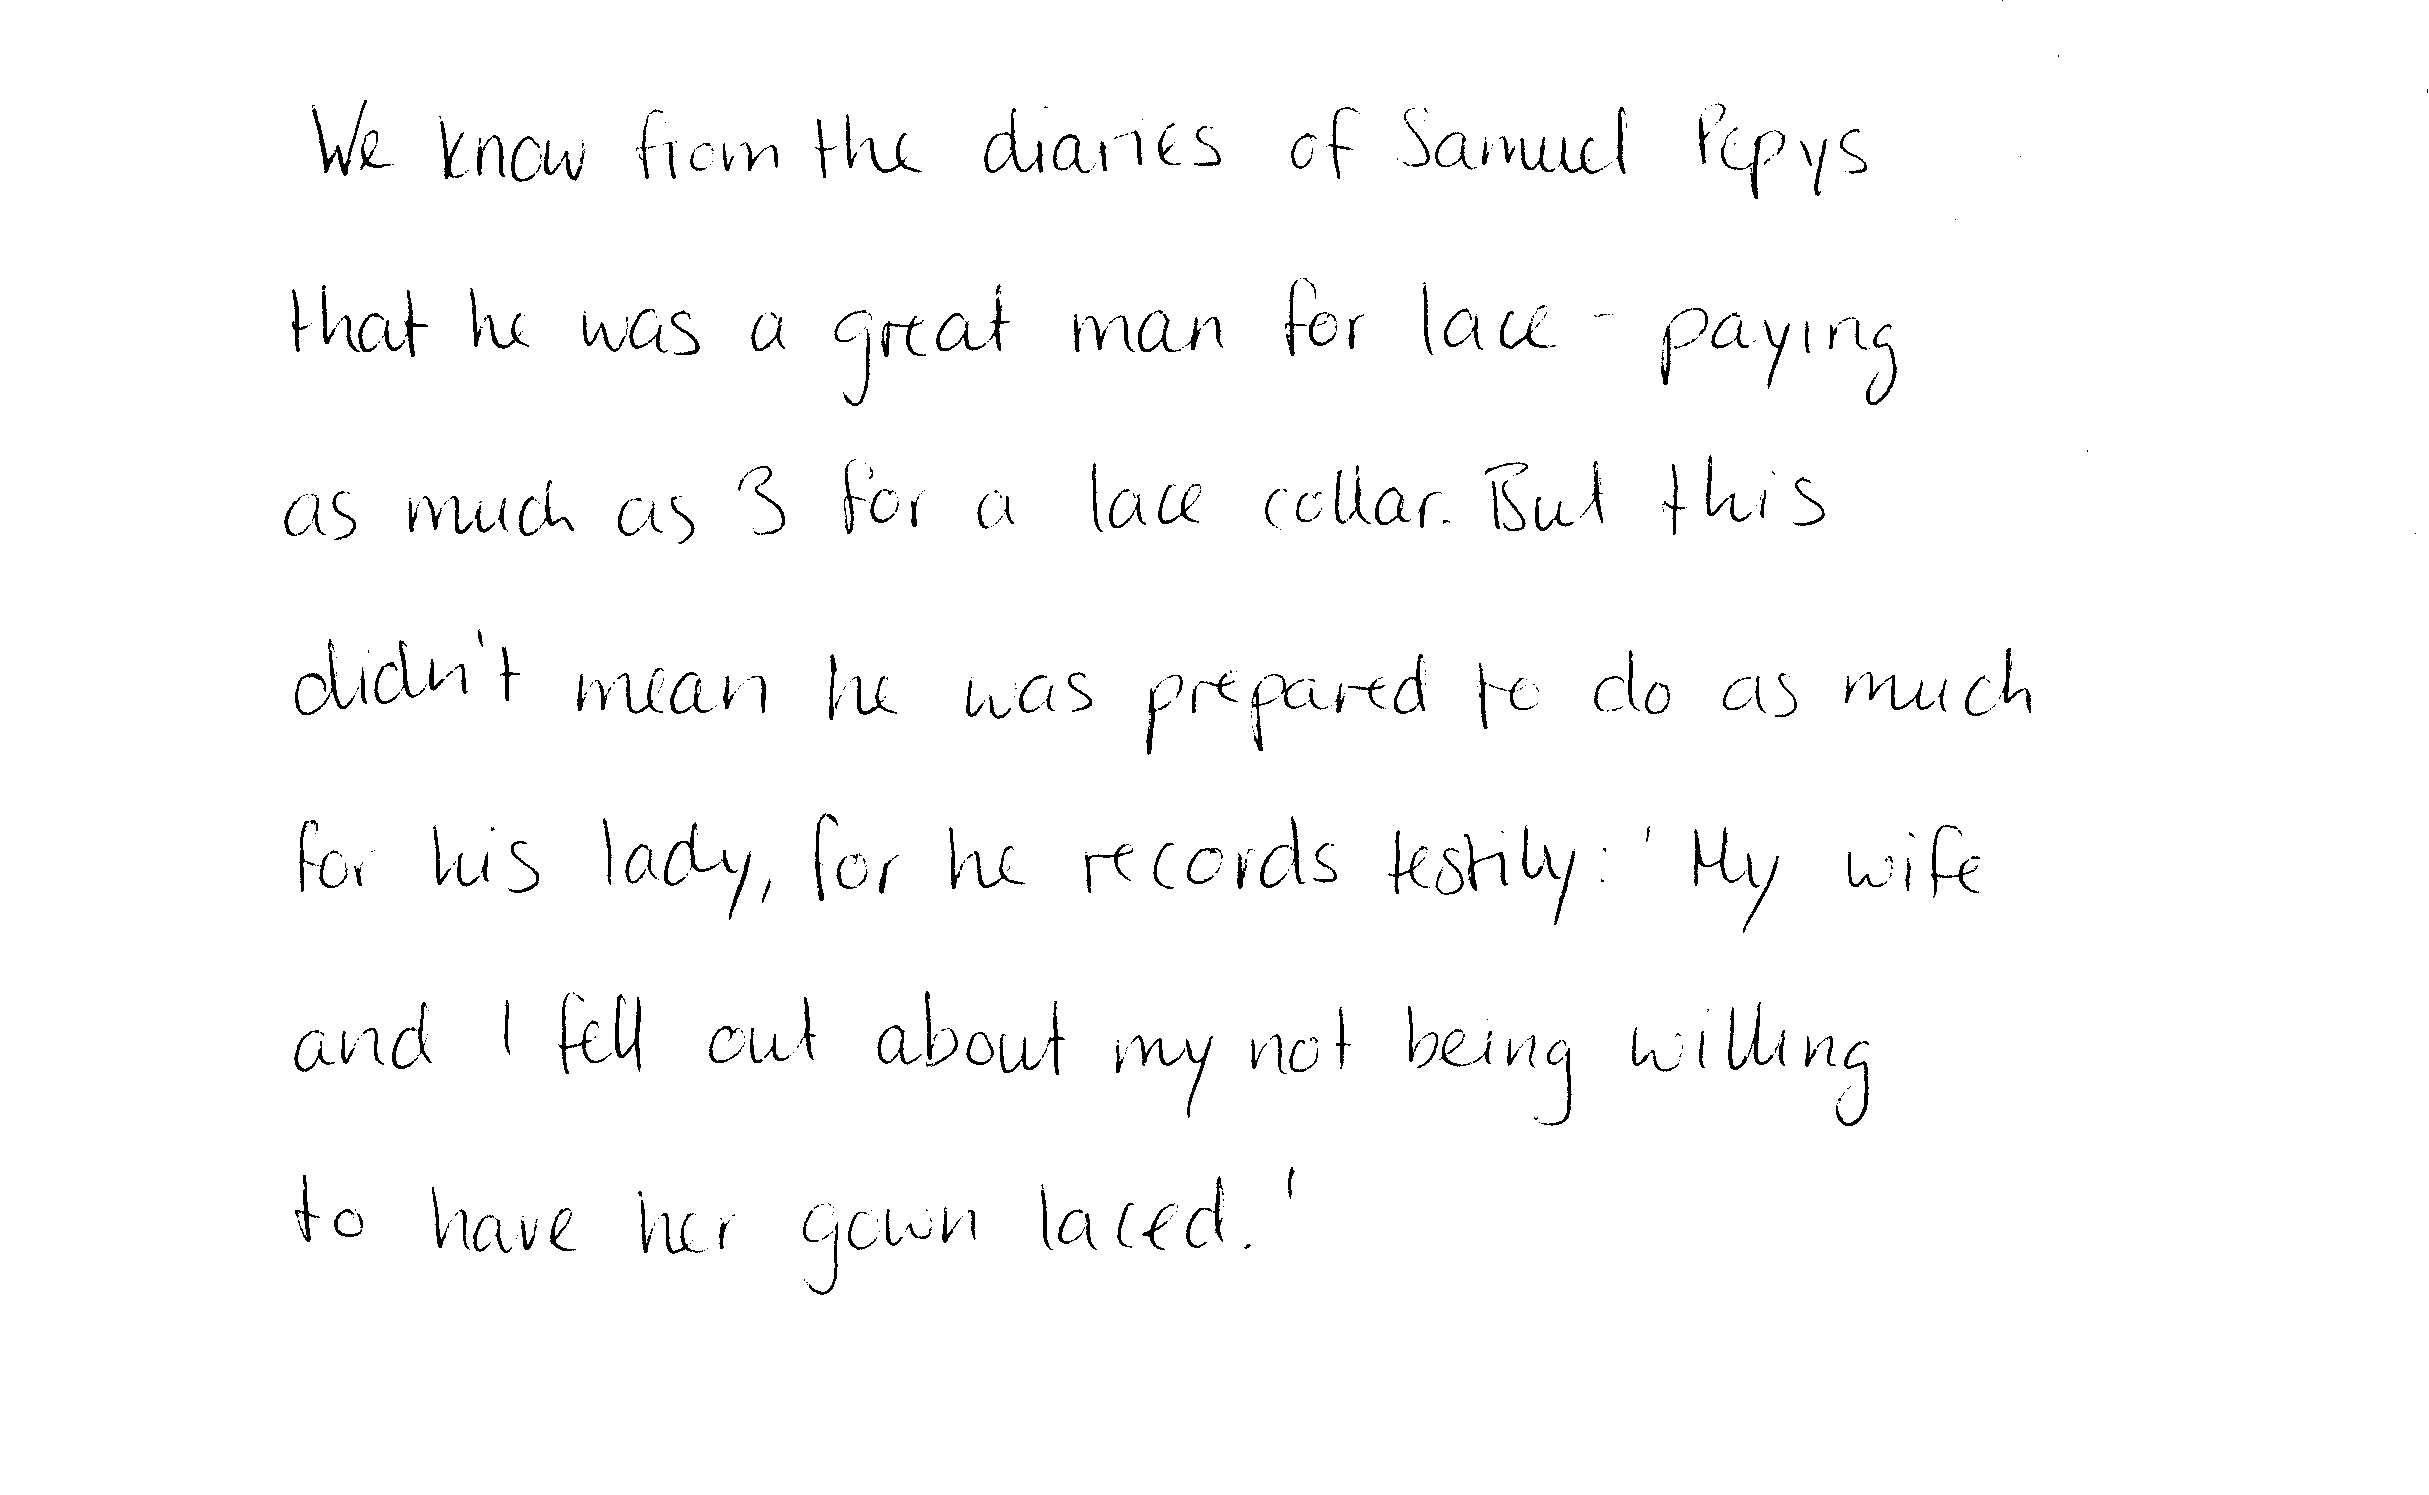 We know from the diaries of Samuel Pepys
that he was a great man for lace - paying
as much as 3 for a lace collar. But this
didn't mean he was prepared to do as much
for his lady, for he records testily: 'My wife
and I fell out about my not being willing
to have her gown laced.'